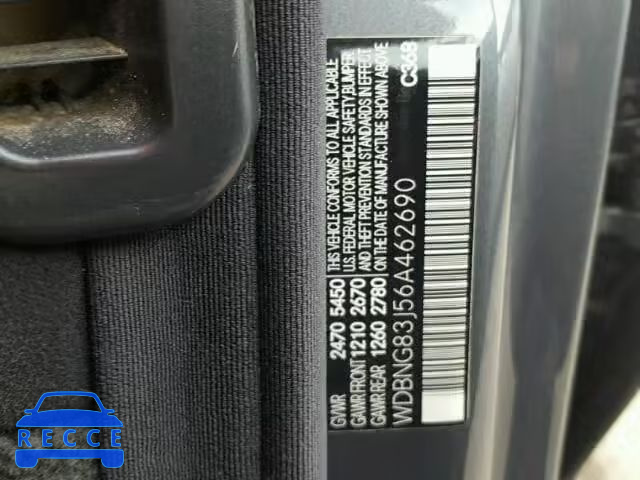 GVWR 2470 5450 THIS VEHICLE CONFORMS TO ALL APPLICABLE
U.S. FEDERAL MOTOR VEHICLE SAFETY, BUMPER,
GAWR FRONT 1210 2670 AND THEFT PREVENTION STANDARDS IN EFFECT
GAWR REAR 1260 2780 ON THE DATE OF MANUFACTURE SHOWN ABOVE
WDBNG83J56A462690 C368
RECCE